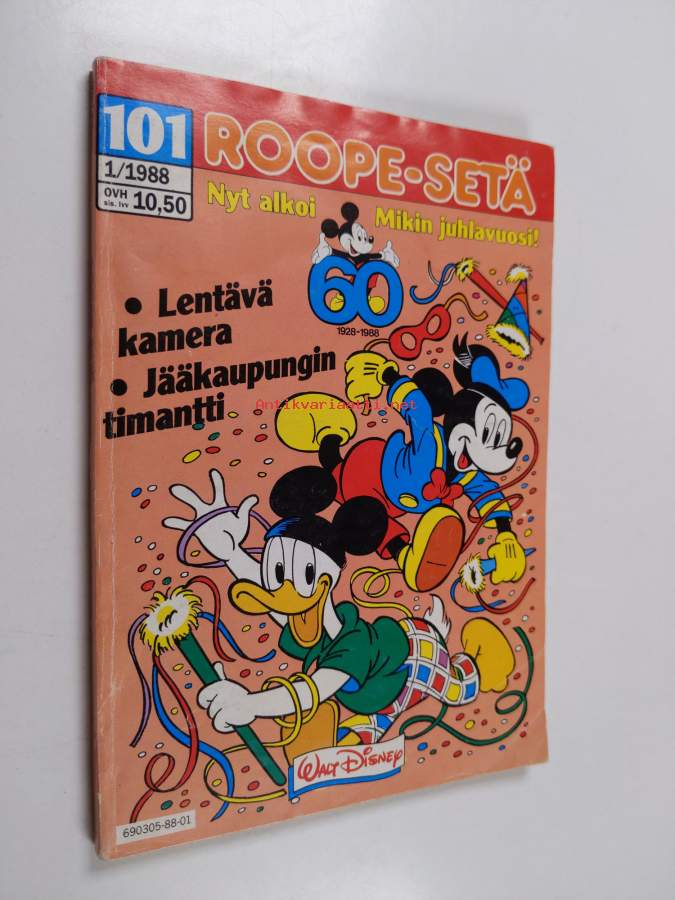 101
1/1988
OVH
sis. lvv 10,50
ROOPE-SETÄ
Nyt alkoi Mikin juhlavuosi!
60
1928-1988
• Lentävä
kamera
• Jääkaupungin
timantti
Antikvariaatti.net
WALT DISNEY
690305-88-01